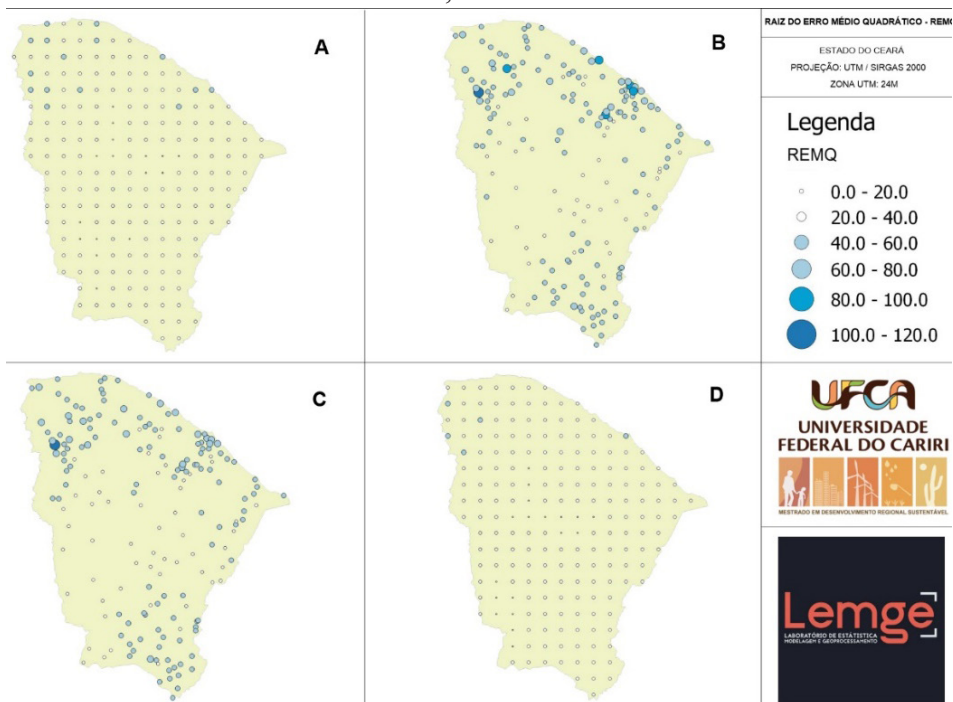 A
B
C
D
RAIZ DO ERRO MÉDIO QUADRÁTICO - REMQ
ESTADO DO CEARÁ
PROJEÇÃO: UTM / SIRGAS 2000
ZONA UTM: 24M
Legenda
REMQ
0.0 - 20.0
20.0 - 40.0
40.0 - 60.0
60.0 - 80.0
80.0 - 100.0
100.0 - 120.0
UFCA
UNIVERSIDADE
FEDERAL DO CARIRI
MESTRADO EM DESENVOLVIMENTO REGIONAL SUSTENTÁVEL
Lemge
LABORATÓRIO DE ESTATÍSTICA
MODELAGEM E GEOPROCESSAMENTO